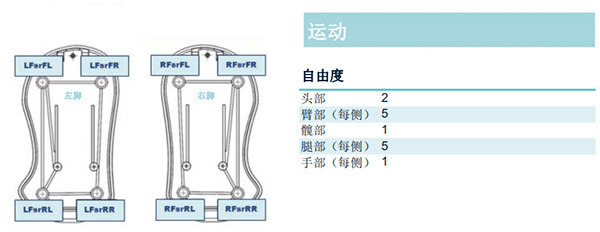 LFsrFL LFsrFR RFsrFL RFsrFR
左脚 右脚
LFsrRL LFsrRR RFsrRL RFsrRR
运动
自由度
头部 2
臂部（每侧） 5
髋部 1
腿部（每侧） 5
手部（每侧） 1